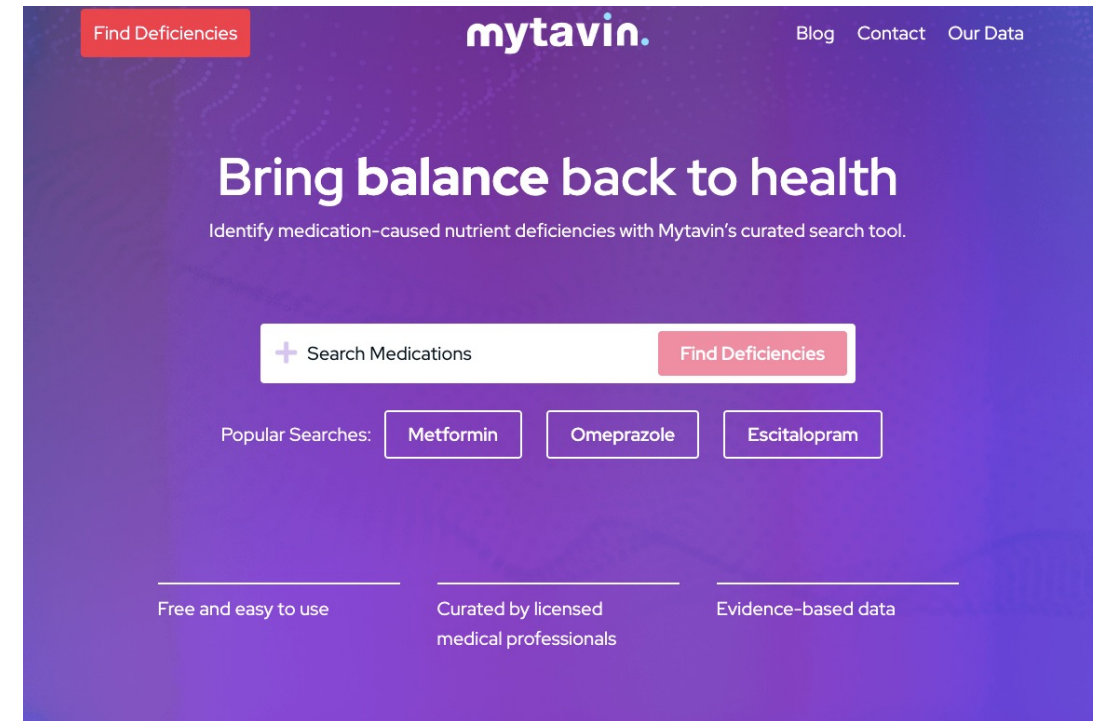 Find Deficiencies
mytavin.
Blog Contact Our Data
Bring balance back to health
Identify medication-caused nutrient deficiencies with Mytavin's curated search tool.
Search Medications
Find Deficiencies
Popular Searches: Metformin Omeprazole Escitalopram
Free and easy to use
Curated by licensed
medical professionals
Evidence-based data